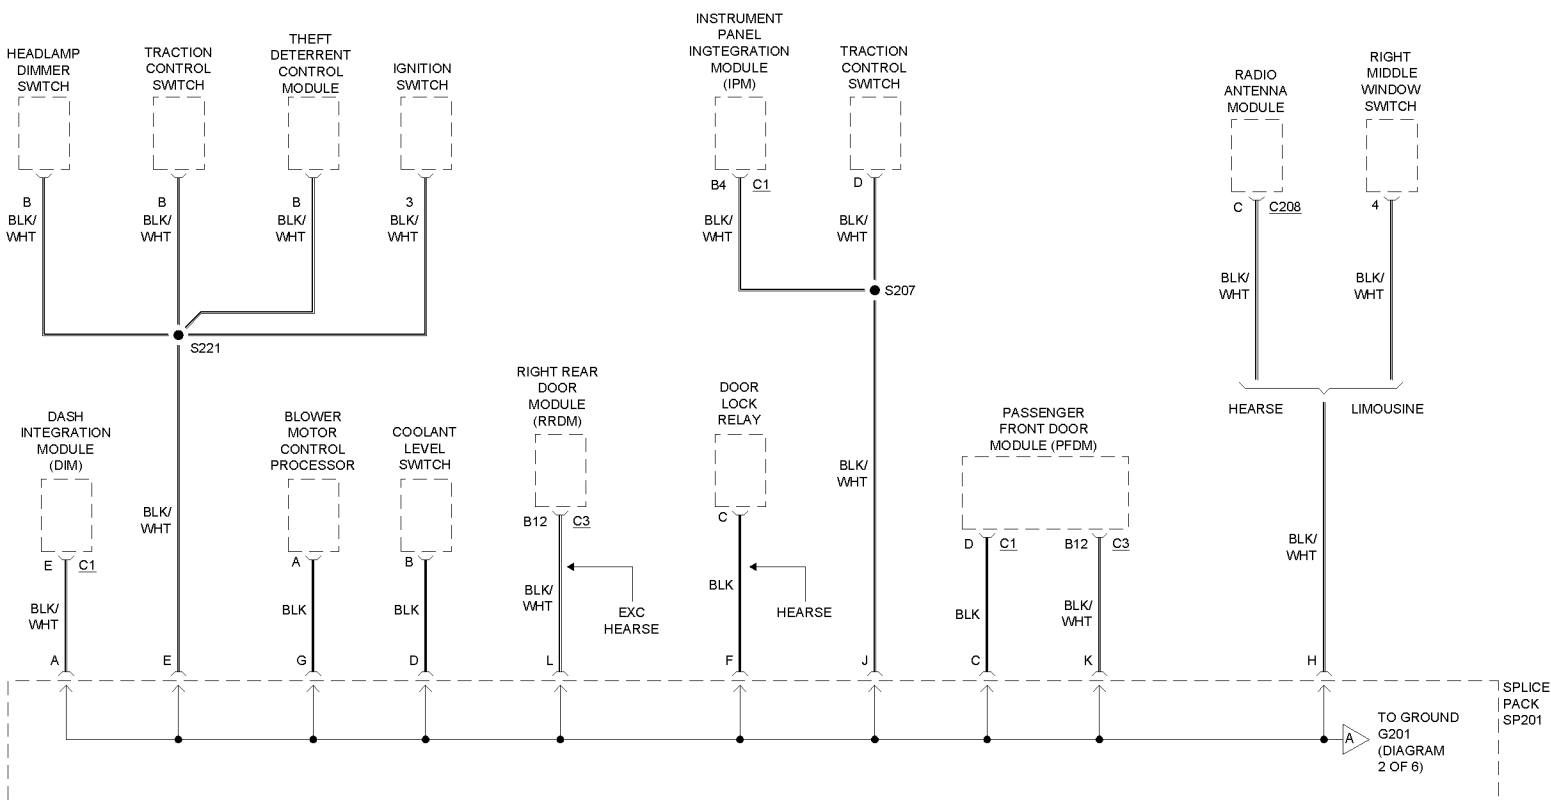 HEADLAMP
DIMMER
SWITCH
TRACTION
CONTROL
SWITCH
THEFT
DETERRENT
CONTROL
MODULE
IGNITION
SWITCH
INSTRUMENT
PANEL
INGTEGRATION
MODULE
(IPM)
TRACTION
CONTROL
SWITCH
RADIO
ANTENNA
MODULE
RIGHT
MIDDLE
WINDOW
SWITCH
B
BLK/
WHT
B
BLK/
WHT
B
BLK/
WHT
3
BLK/
WHT
B4 C1
BLK/
WHT
D
BLK/
WHT
C C208
BLK/
WHT
4
BLK/
WHT
S221
S207
HEARSE
LIMOUSINE
DASH
INTEGRATION
MODULE
(DIM)
BLOWER
MOTOR
CONTROL
PROCESSOR
COOLANT
LEVEL
SWITCH
RIGHT REAR
DOOR
MODULE
(RRDM)
DOOR
LOCK
RELAY
PASSENGER
FRONT DOOR
MODULE (PFDM)
E C1
BLK/
WHT
A
BLK/
WHT
E
A
BLK
G
B
BLK
D
B12 C3
BLK/
WHT
EXC
HEARSE
L
C
BLK
HEARSE
F
BLK/
WHT
J
D C1
BLK
C
B12 C3
BLK/
WHT
K
BLK/
WHT
H
SPLICE
PACK
SP201
A
TO GROUND
G201
(DIAGRAM
2 OF 6)